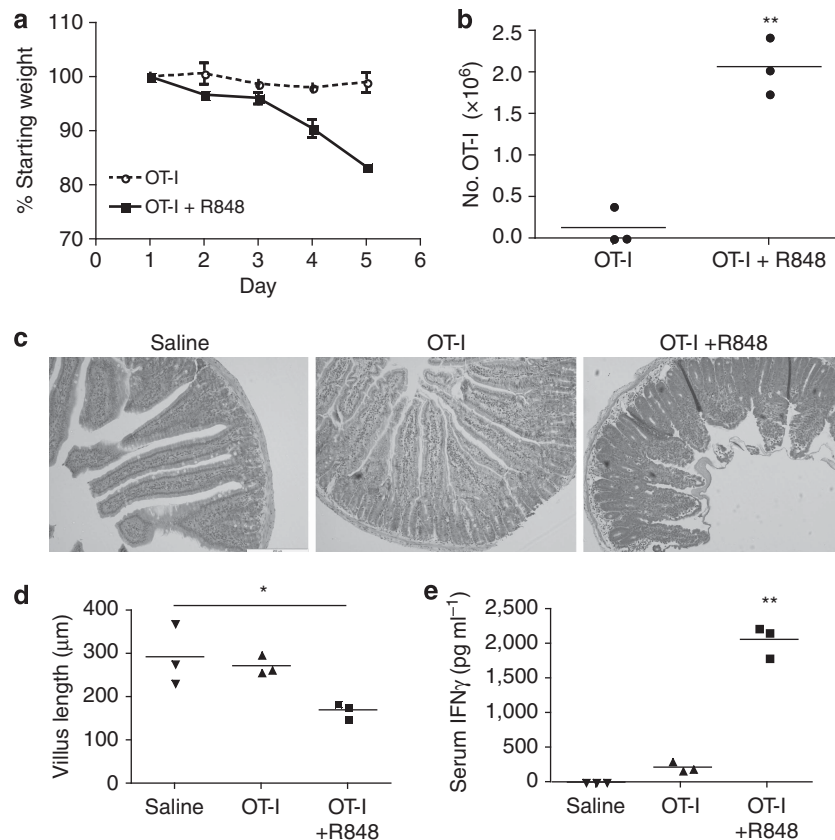 a
110
100
90
80
70
% Starting weight
OT-I
OT-I + R848
0 1 2 3 4 5 6
Day
b
**
2.5
2.0
1.5
1.0
0.5
0.0
No. OT-I (×10⁶)
OT-I OT-I + R848
c
Saline OT-I OT-I +R848
d
*
400
300
200
100
0
Villus length (μm)
Saline OT-I OT-I
+R848
e
**
2,500
2,000
1,500
1,000
500
0
Serum IFNγ (pg ml⁻¹)
Saline OT-I OT-I
+R848